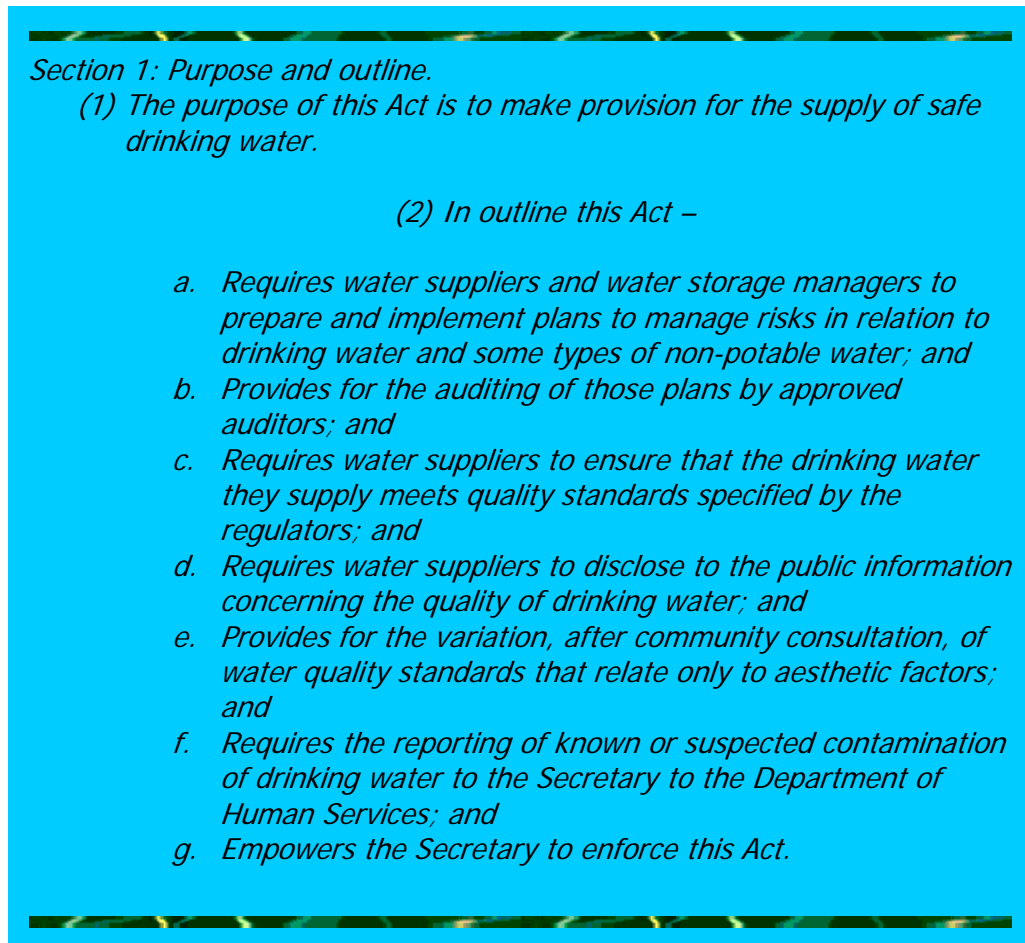 Section 1: Purpose and outline.
(1) The purpose of this Act is to make provision for the supply of safe
drinking water.
(2) In outline this Act –
a. Requires water suppliers and water storage managers to
prepare and implement plans to manage risks in relation to
drinking water and some types of non-potable water; and
b. Provides for the auditing of those plans by approved
auditors; and
c. Requires water suppliers to ensure that the drinking water
they supply meets quality standards specified by the
regulators; and
d. Requires water suppliers to disclose to the public information
concerning the quality of drinking water; and
e. Provides for the variation, after community consultation, of
water quality standards that relate only to aesthetic factors;
and
f. Requires the reporting of known or suspected contamination
of drinking water to the Secretary to the Department of
Human Services; and
g. Empowers the Secretary to enforce this Act.